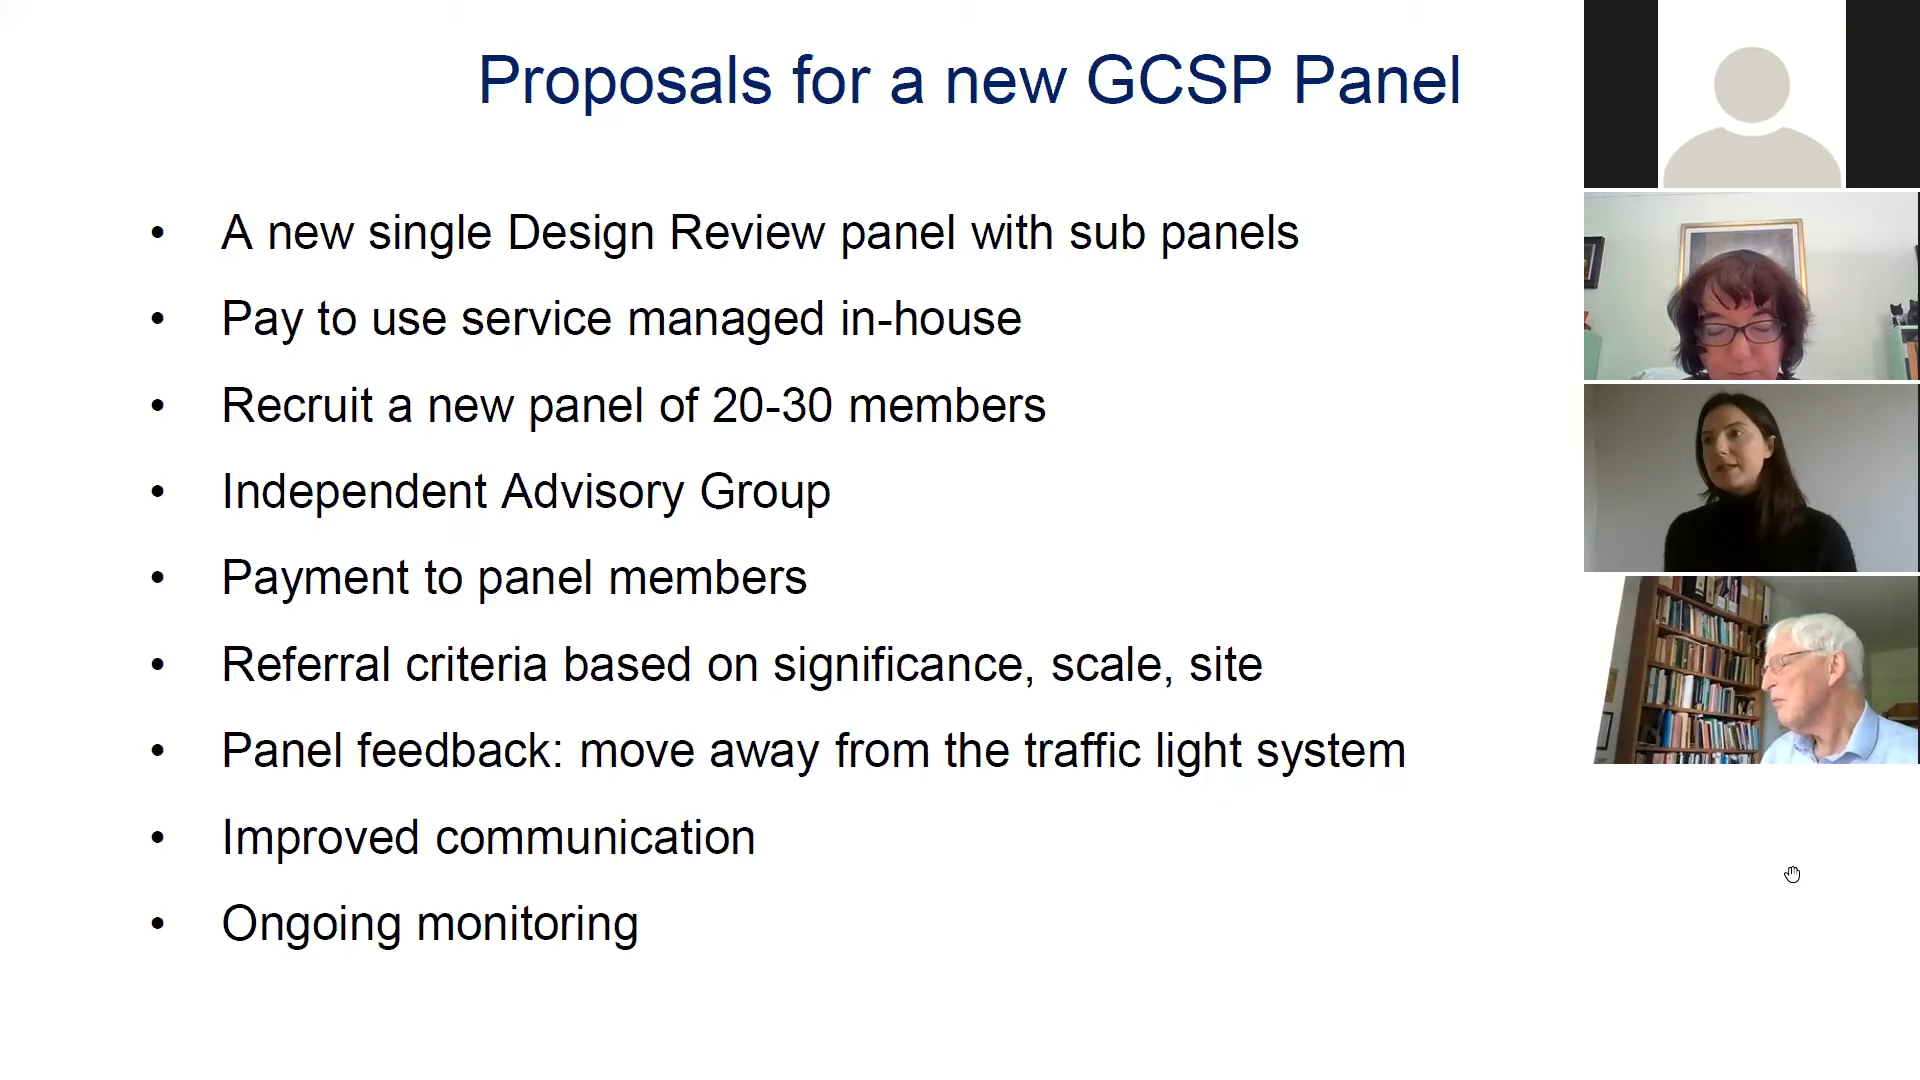 Proposals for a new GCSP Panel
• A new single Design Review panel with sub panels
• Pay to use service managed in-house
• Recruit a new panel of 20-30 members
• Independent Advisory Group
• Payment to panel members
• Referral criteria based on significance, scale, site
• Panel feedback: move away from the traffic light system
• Improved communication
• Ongoing monitoring